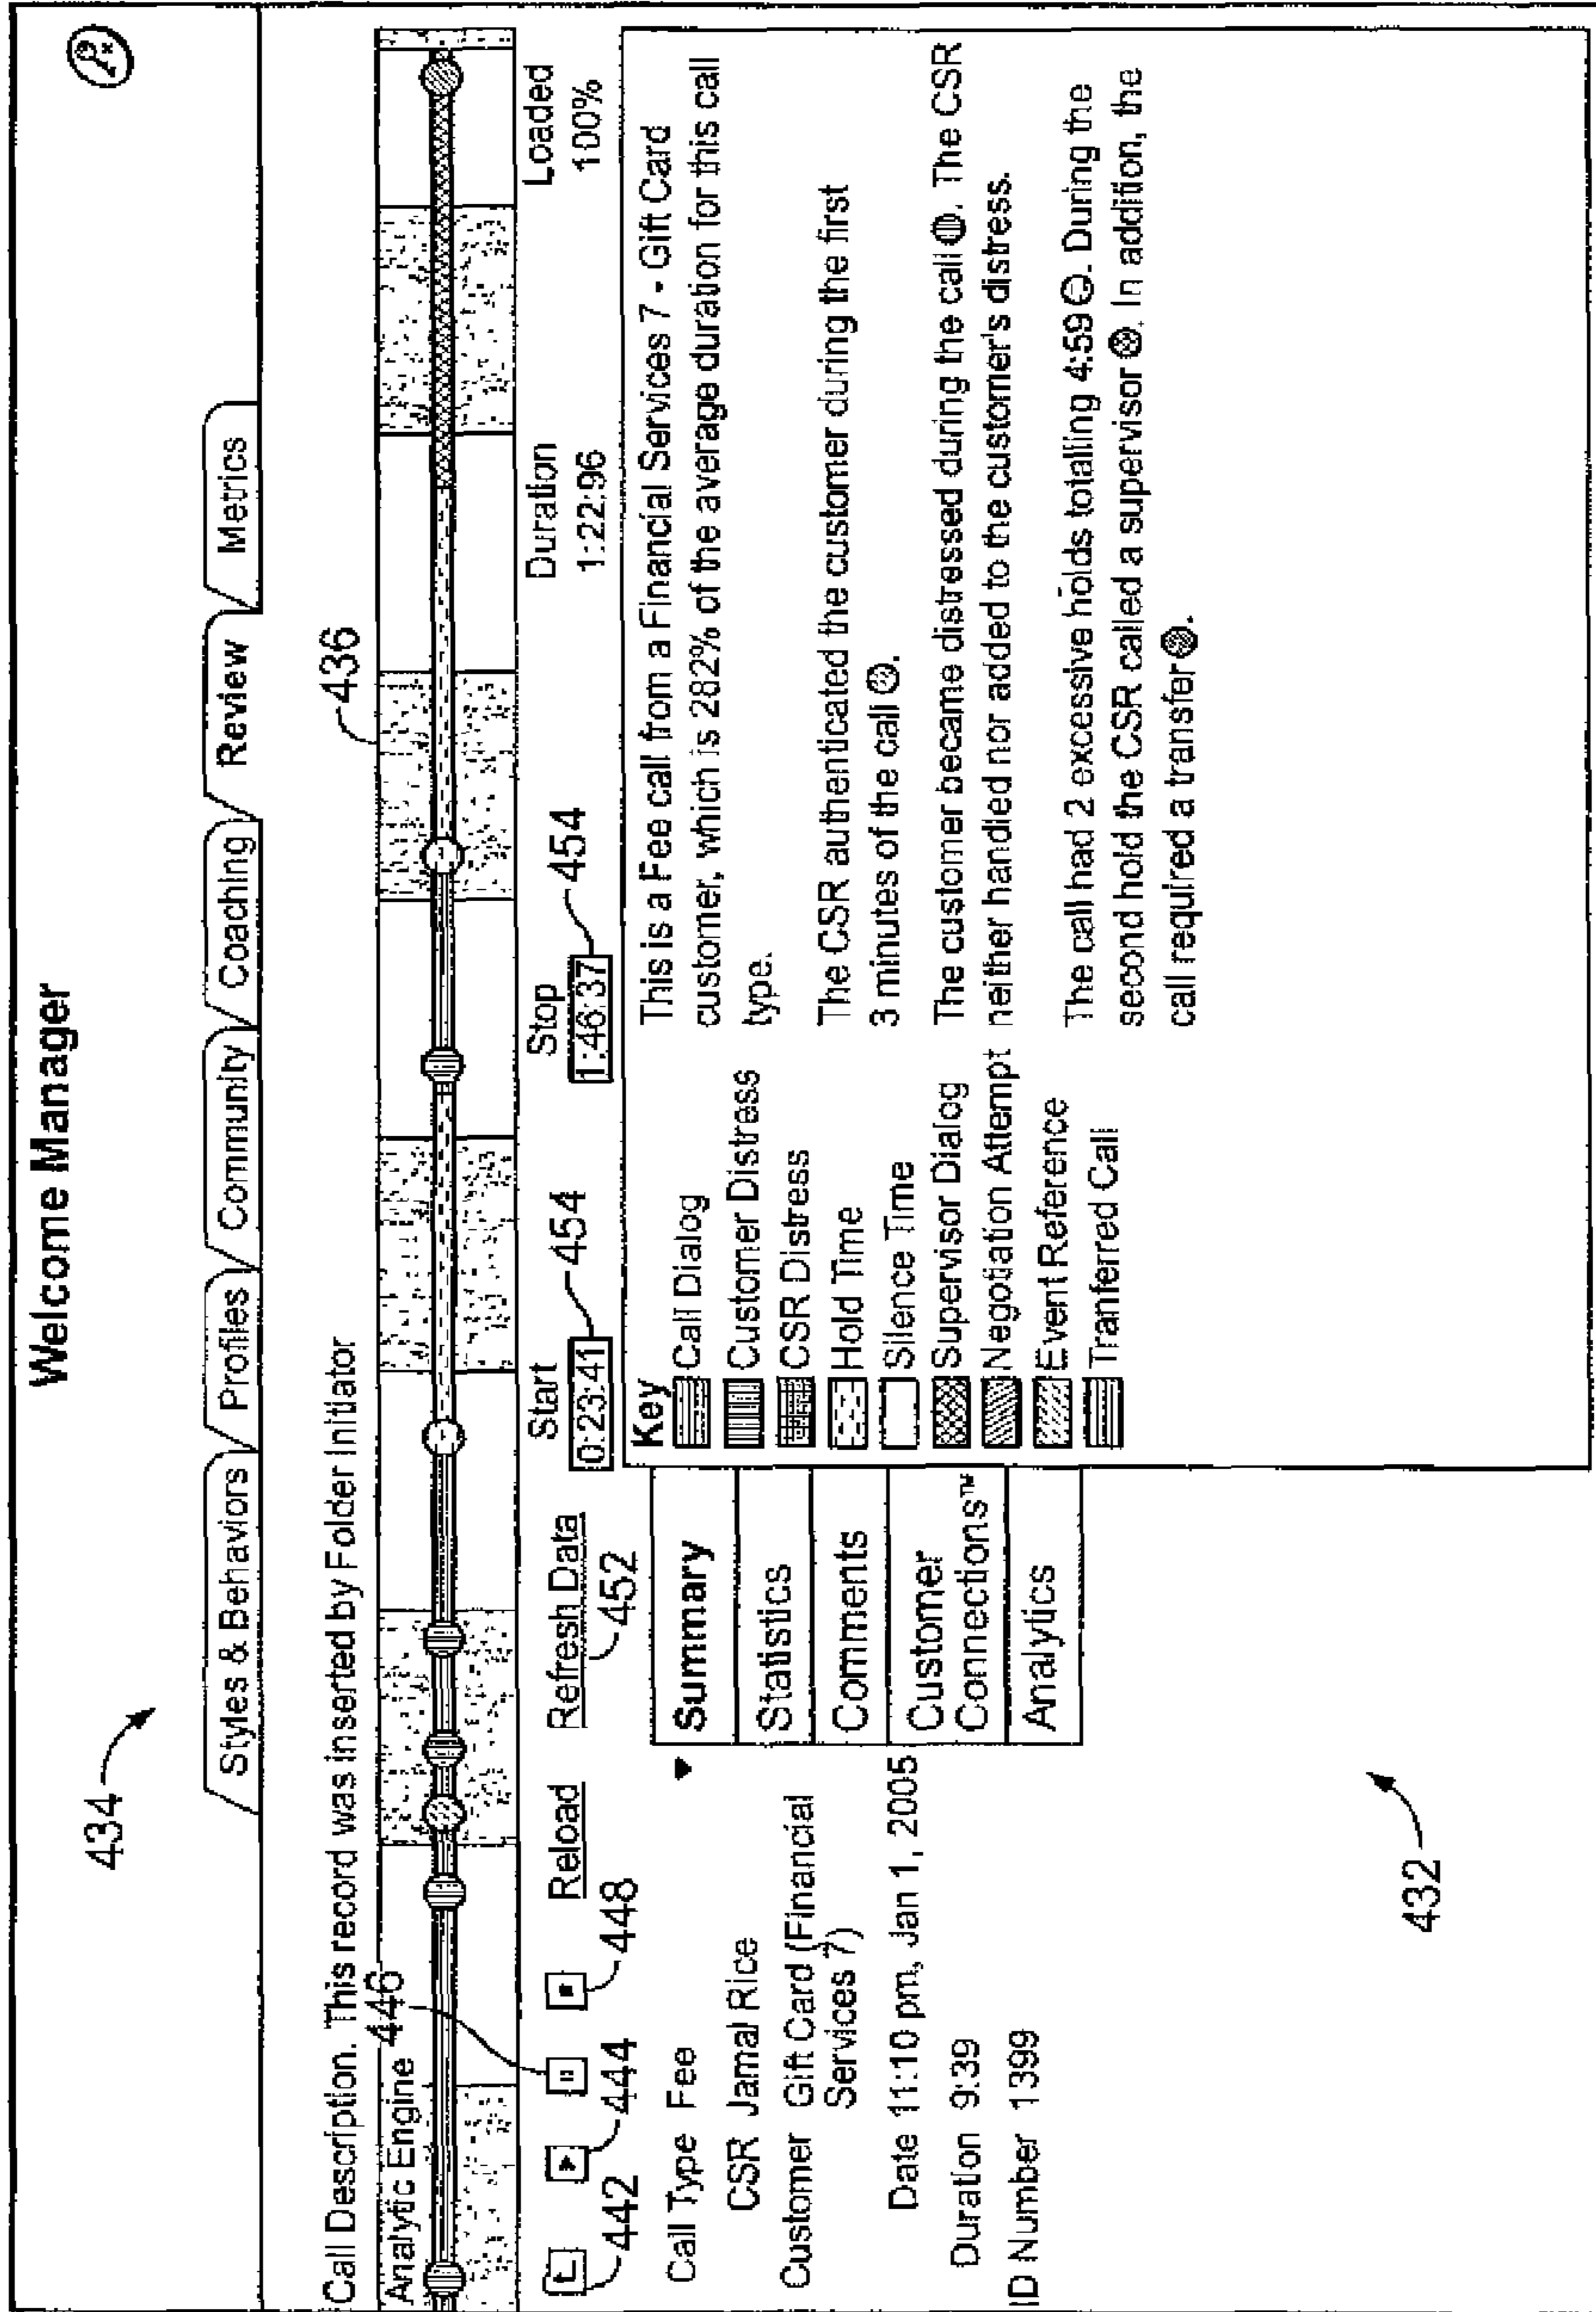 Welcome Manager
434
Styles & Behaviors
Profiles
Community
Coaching
Review
Metrics
Call Description. This record was inserted by Folder Initiator
436
Analytic Engine
446
442
444
448
Reload
Refresh Data
452
Start
0:23:41
454
Stop
1:46:37
454
Duration
1:22:96
Loaded
100%
Call Type Fee
CSR Jamal Rice
Customer Gift Card (Financial
Services 7)
Date 11:10 pm, Jan 1, 2005
Duration 9:39
ID Number 1399
Summary
Statistics
Comments
Customer
Connections™
Analytics
Key
Call Dialog
Customer Distress
CSR Distress
Hold Time
Silence Time
Supervisor Dialog
Negotiation Attempt
Event Reference
Tranferred Call
This is a Fee call from a Financial Services 7 - Gift Card
customer, which is 282% of the average duration for this call
type.
The CSR authenticated the customer during the first
3 minutes of the call.
The customer became distressed during the call. The CSR
neither handled nor added to the customer's distress.
The call had 2 excessive holds totalling 4:59. During the
second hold the CSR called a supervisor. In addition, the
call required a transfer.
432